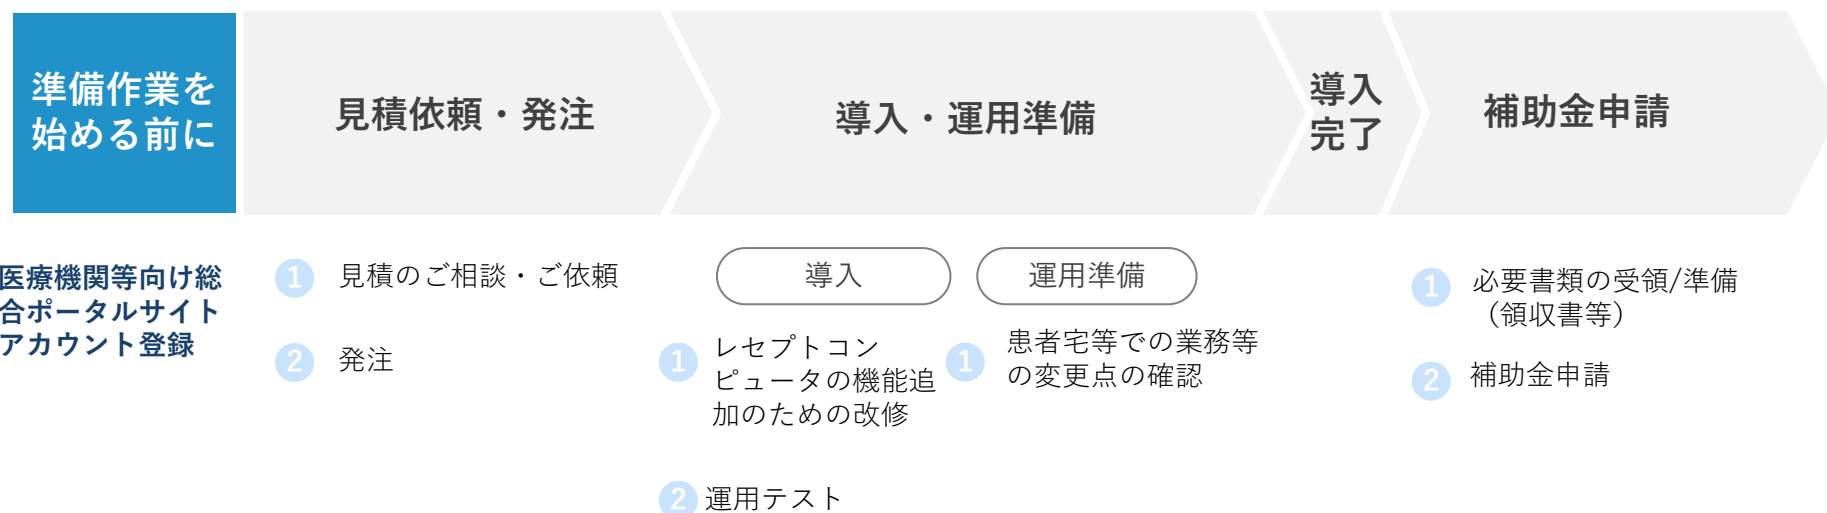 準備作業を
始める前に
見積依頼・発注
導入・運用準備
導入
完了
補助金申請
医療機関等向け総
合ポータルサイト
アカウント登録
1 見積のご相談・ご依頼
2 発注
導入
1 レセプトコン
ピュータの機能追
加のための改修
2 運用テスト
運用準備
1 患者宅等での業務等
の変更点の確認
1 必要書類の受領/準備
（領収書等）
2 補助金申請